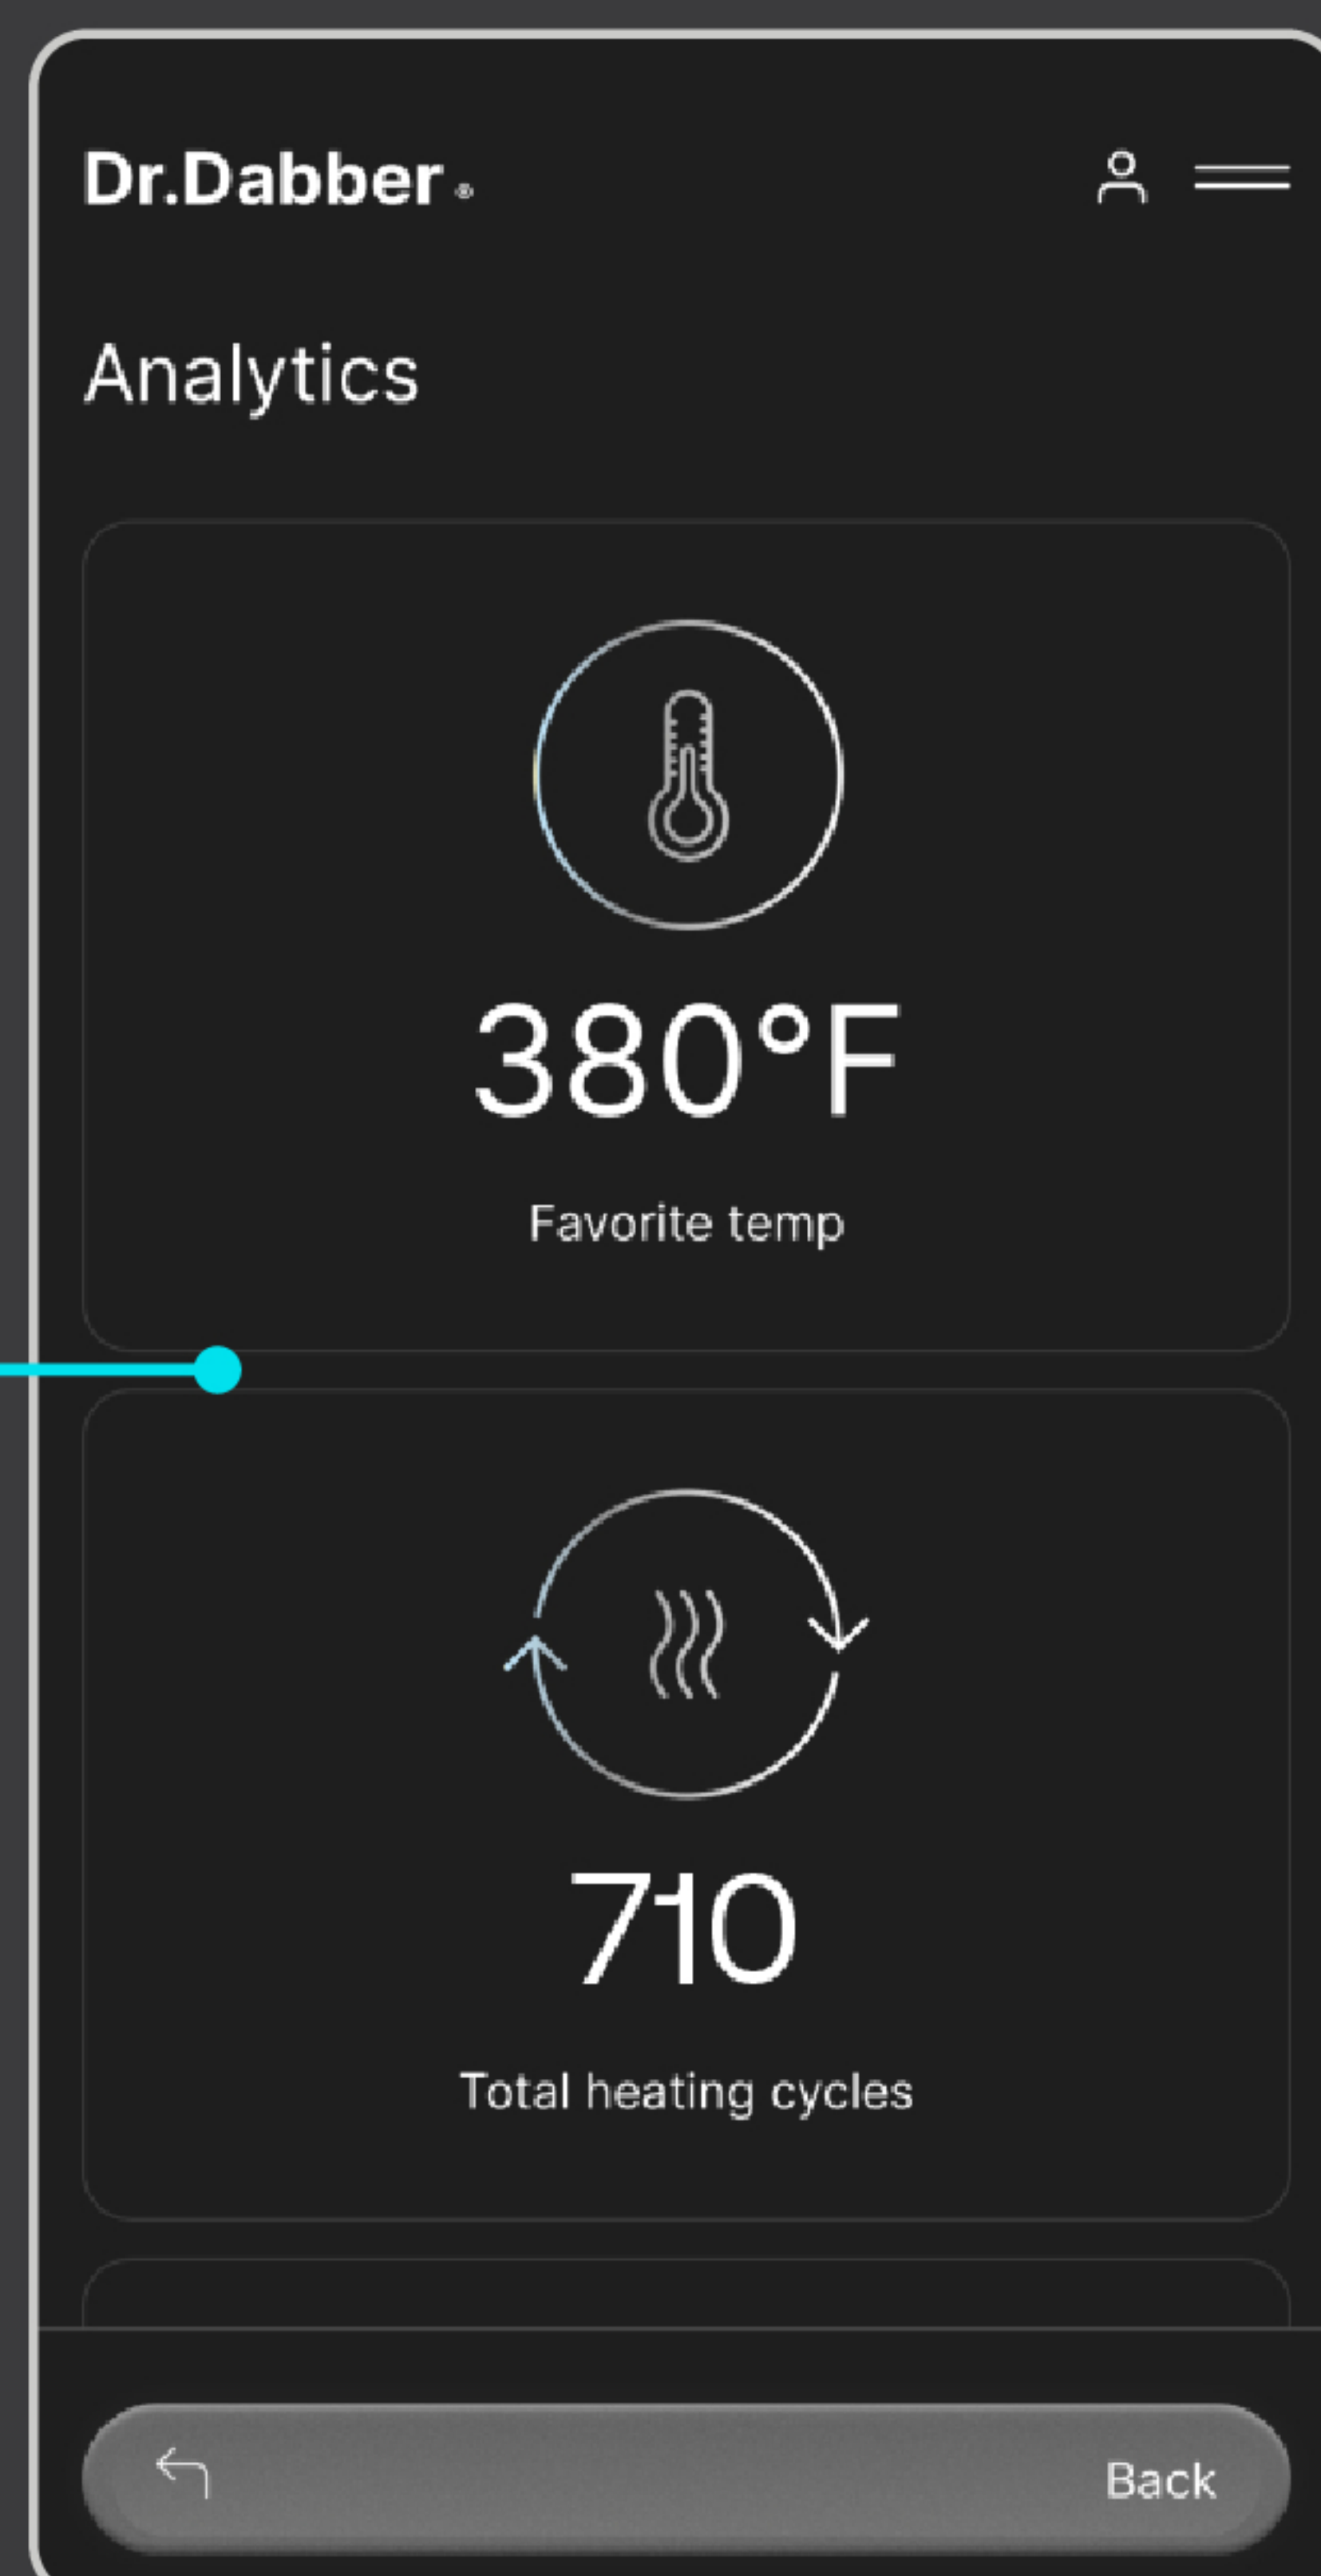 Dr.Dabber®
Analytics
380°F
Favorite temp
710
Total heating cycles
Back